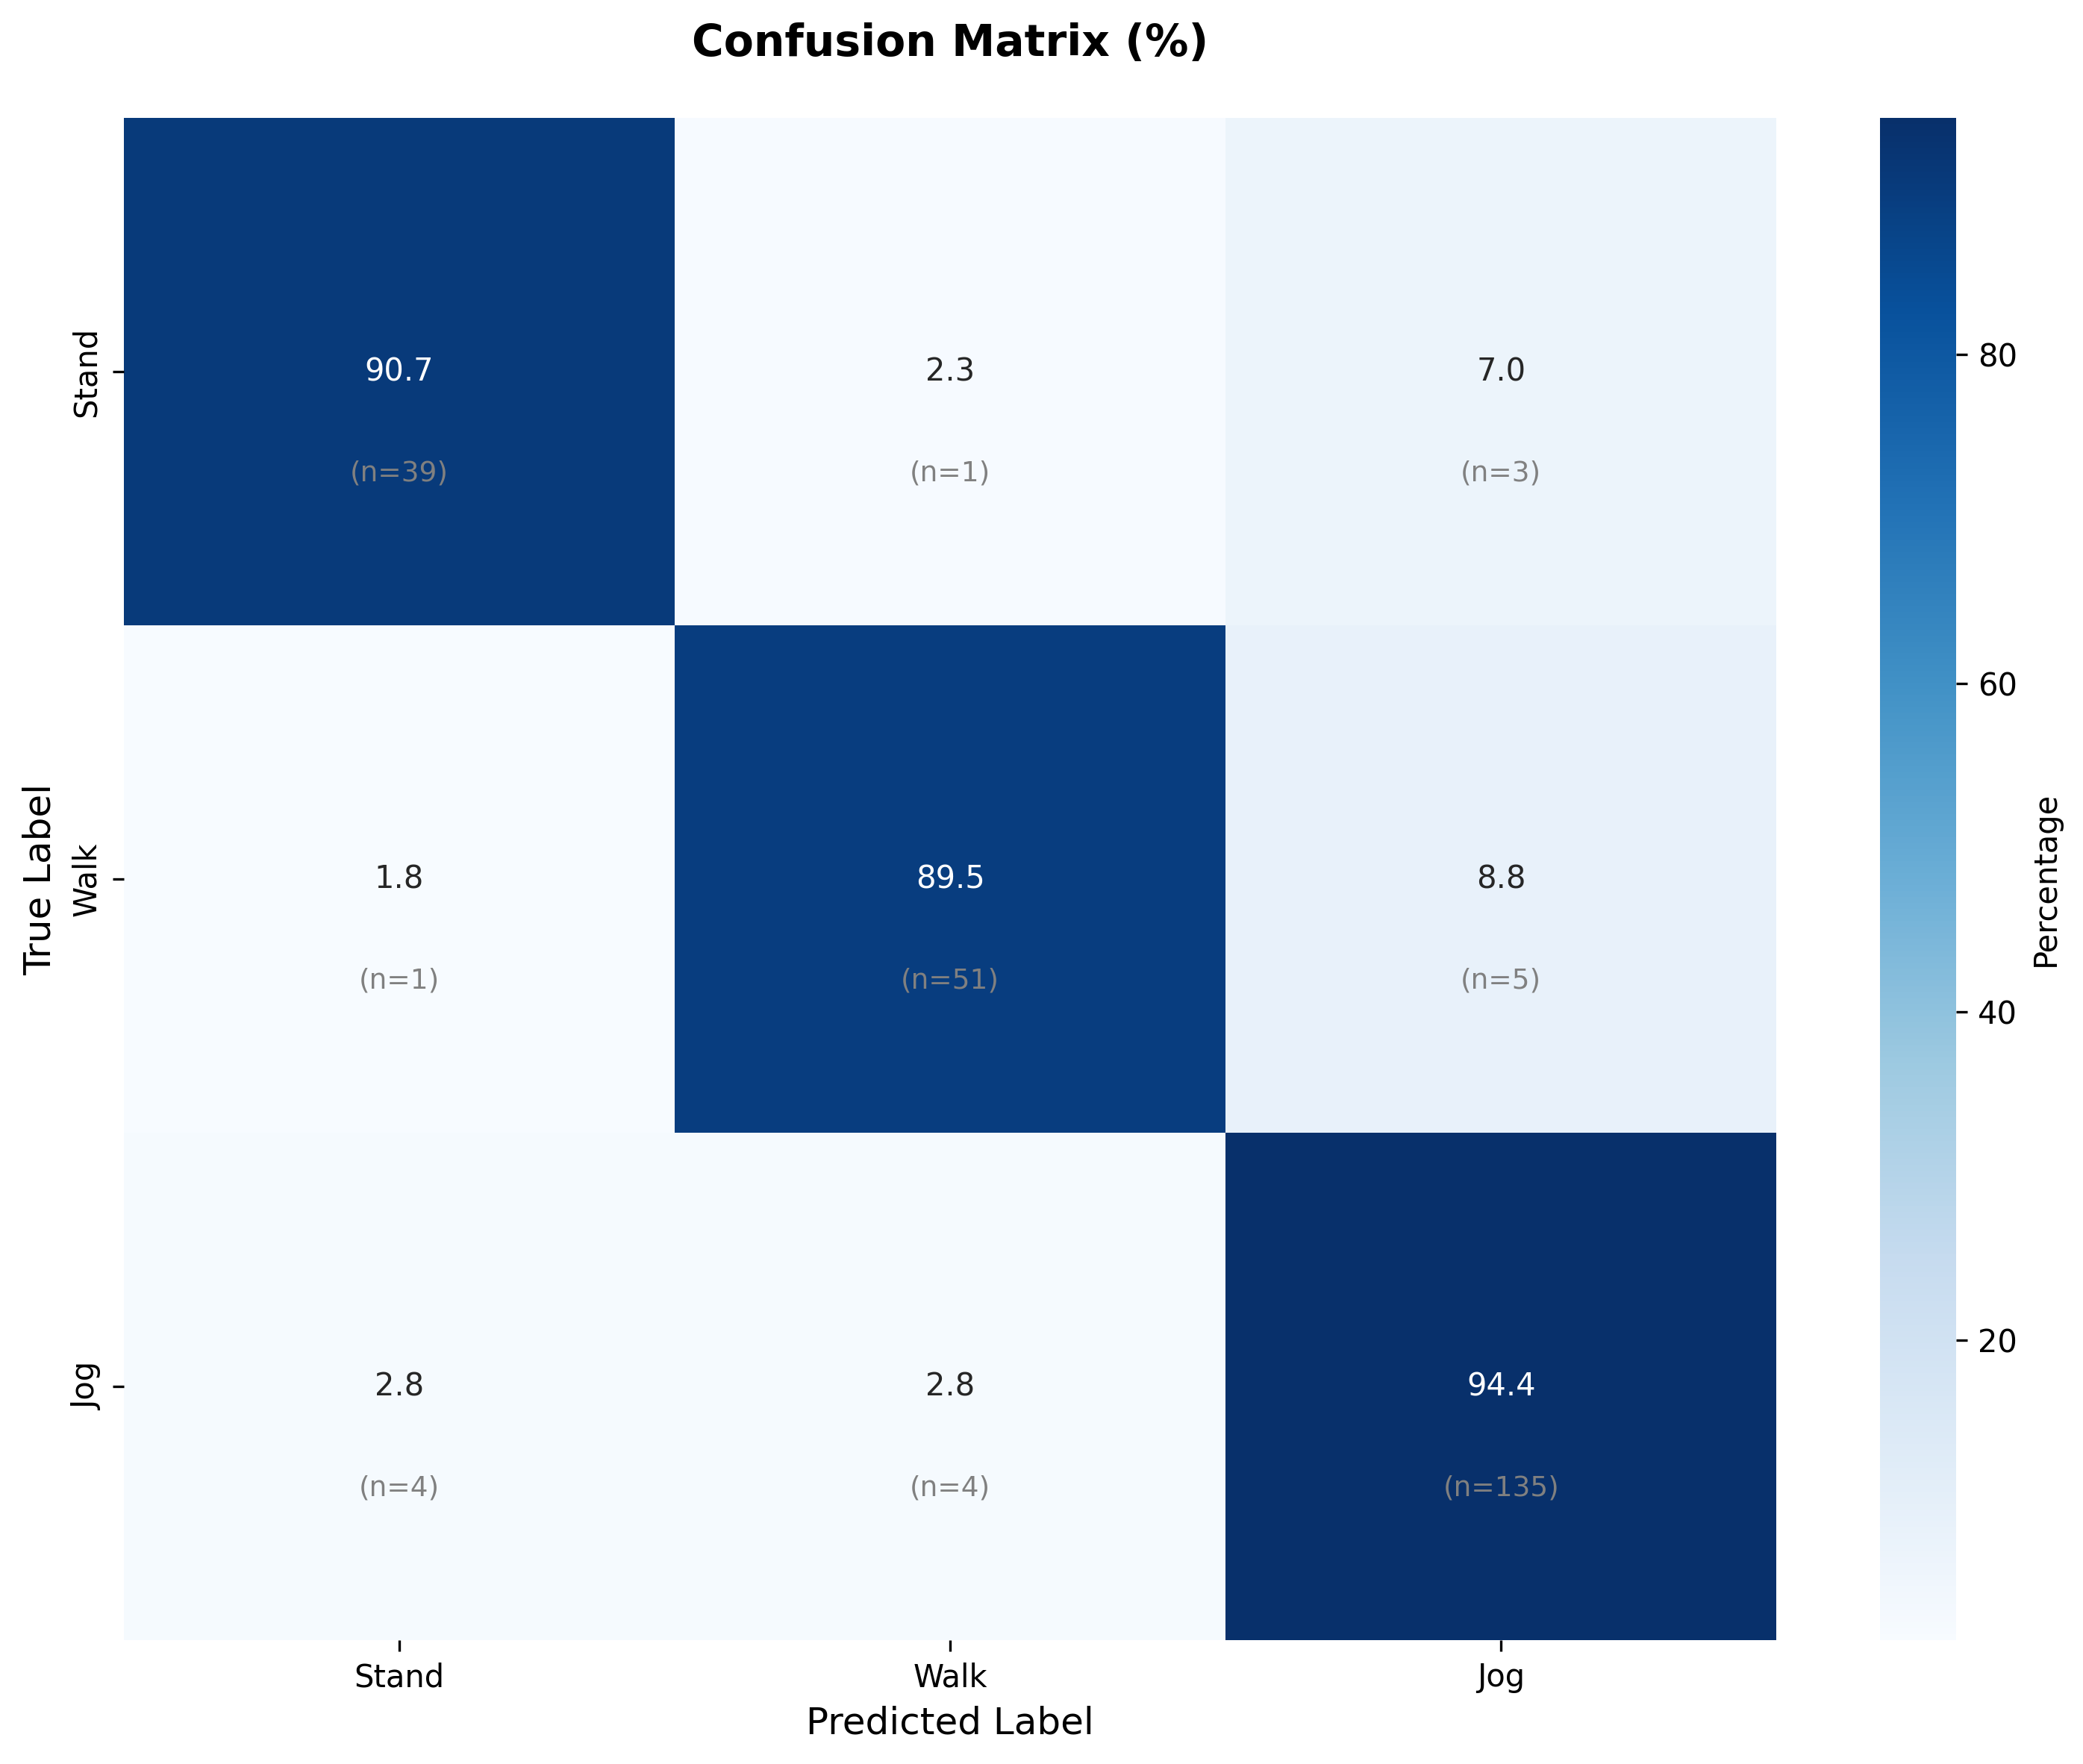 Confusion Matrix (%)
True Label
Stand
90.7
2.3
7.0
(n=39)
(n=1)
(n=3)
Walk
1.8
89.5
8.8
(n=1)
(n=51)
(n=5)
Jog
2.8
2.8
94.4
(n=4)
(n=4)
(n=135)
Stand
Walk
Jog
Predicted Label
80
60
40
20
Percentage